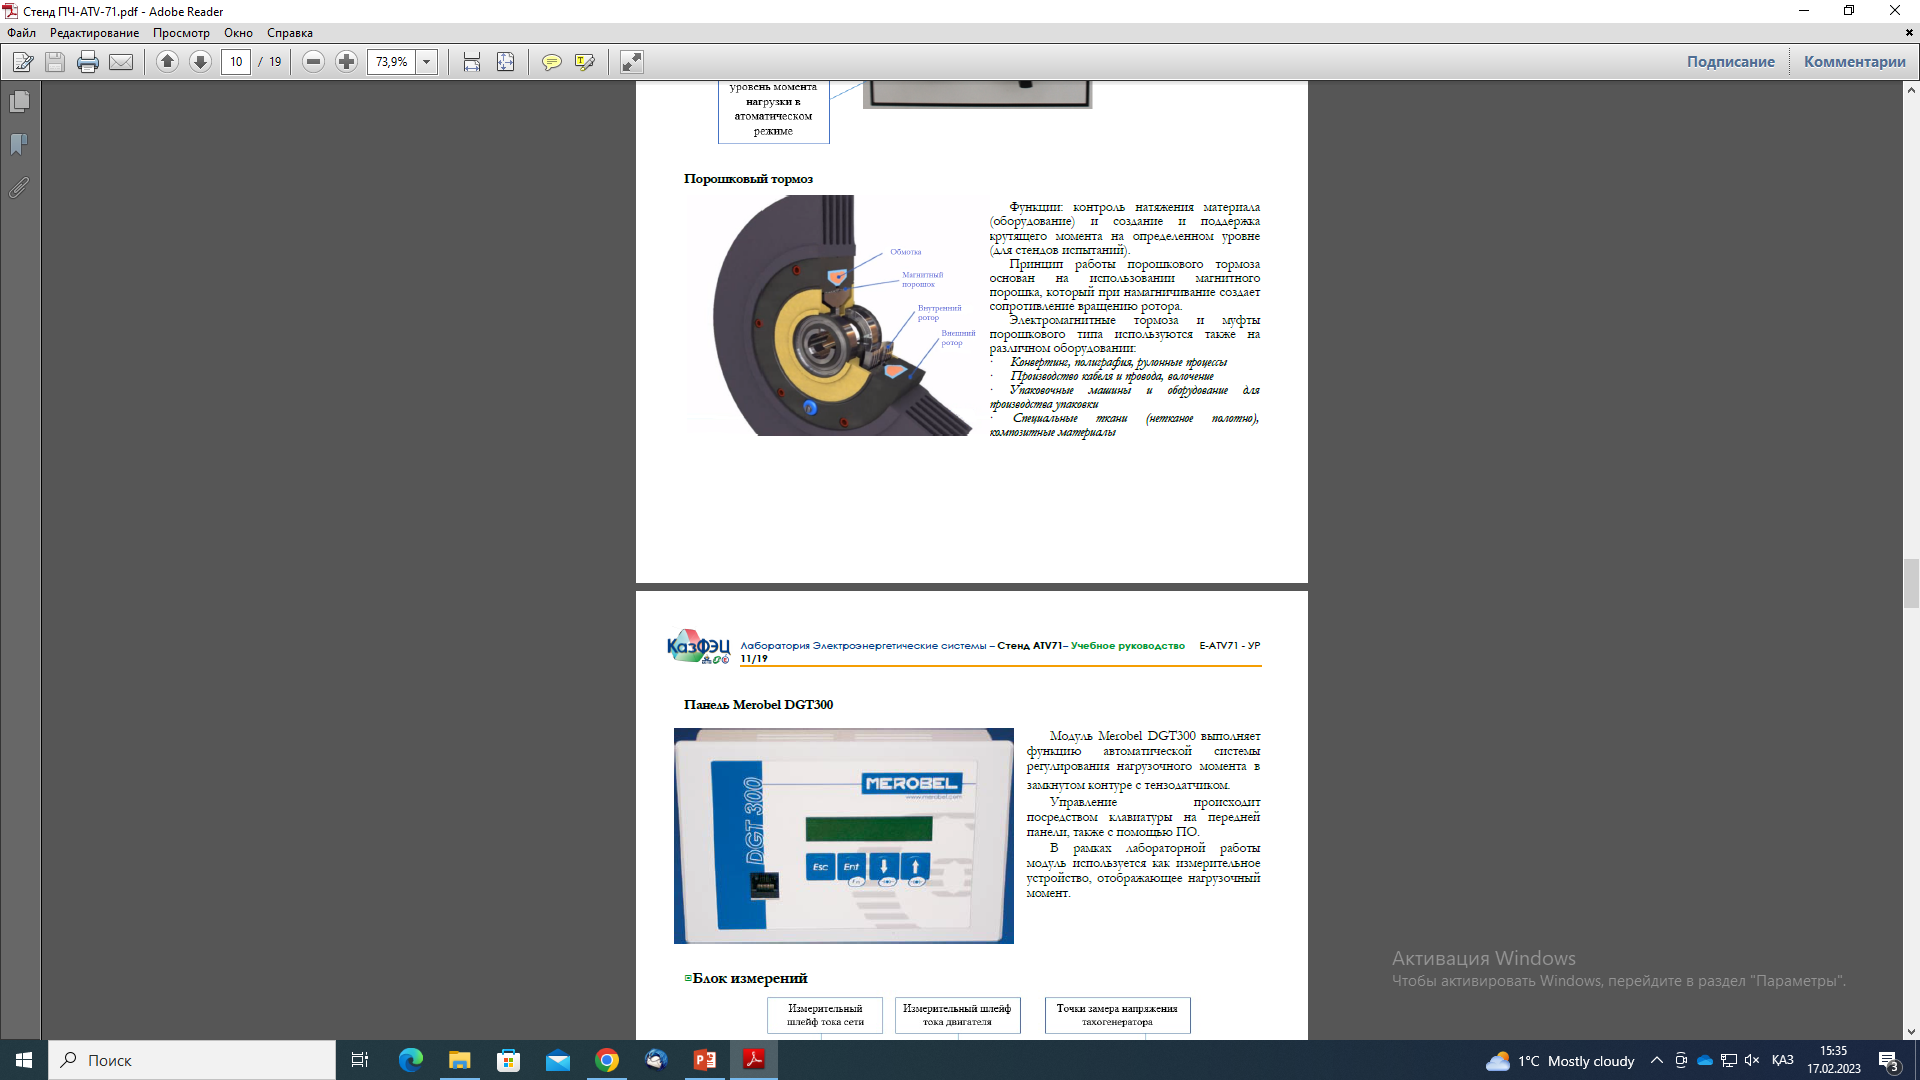 Стенд ПЧ-ATV-71.pdf - Adobe Reader
Файл Редактирование Просмотр Окно Справка
10 / 19 73,9% Подписание Комментарии
уровень момента
нагрузки в
атоматическом
режиме
Порошковый тормоз
Обмотка
Магнитный
порошок
Внутренний
ротор
Внешний
ротор
Функции: контроль натяжения материала
(оборудование) и создание и поддержка
крутящего момента на определенном уровне
(для стендов испытаний).
Принцип работы порошкового тормоза
основан на использовании магнитного
порошка, который при намагничивание создает
сопротивление вращению ротора.
Электромагнитные тормоза и муфты
порошкового типа используются также на
различном оборудовании:
· Конвертинг, полиграфия, рулонные процессы
· Производство кабеля и провода, волочение
· Упаковочные машины и оборудование для
производства упаковки
· Специальные ткани (нетканое полотно),
композитные материалы
КазФЭЦ
Лаборатория Электроэнергетические системы – Стенд ATV71– Учебное руководство E-ATV71 - УР
11/19
Панель Merobel DGT300
DGT 300
MEROBEL
www.merobel.com
Esc Ent
Модуль Merobel DGT300 выполняет
функцию автоматической системы
регулирования нагрузочного момента в
замкнутом контуре с тензодатчиком.
Управление происходит
посредством клавиатуры на передней
панели, также с помощью ПО.
В рамках лабораторной работы
модуль используется как измерительное
устройство, отображающее нагрузочный
момент.
Блок измерений
Измерительный
шлейф тока сети
Измерительный шлейф
тока двигателя
Точки замера напряжения
тахогенератора
Активация Windows
Чтобы активировать Windows, перейдите в раздел "Параметры".
Поиск
1°C Mostly cloudy
ҚАЗ
15:35
17.02.2023
3